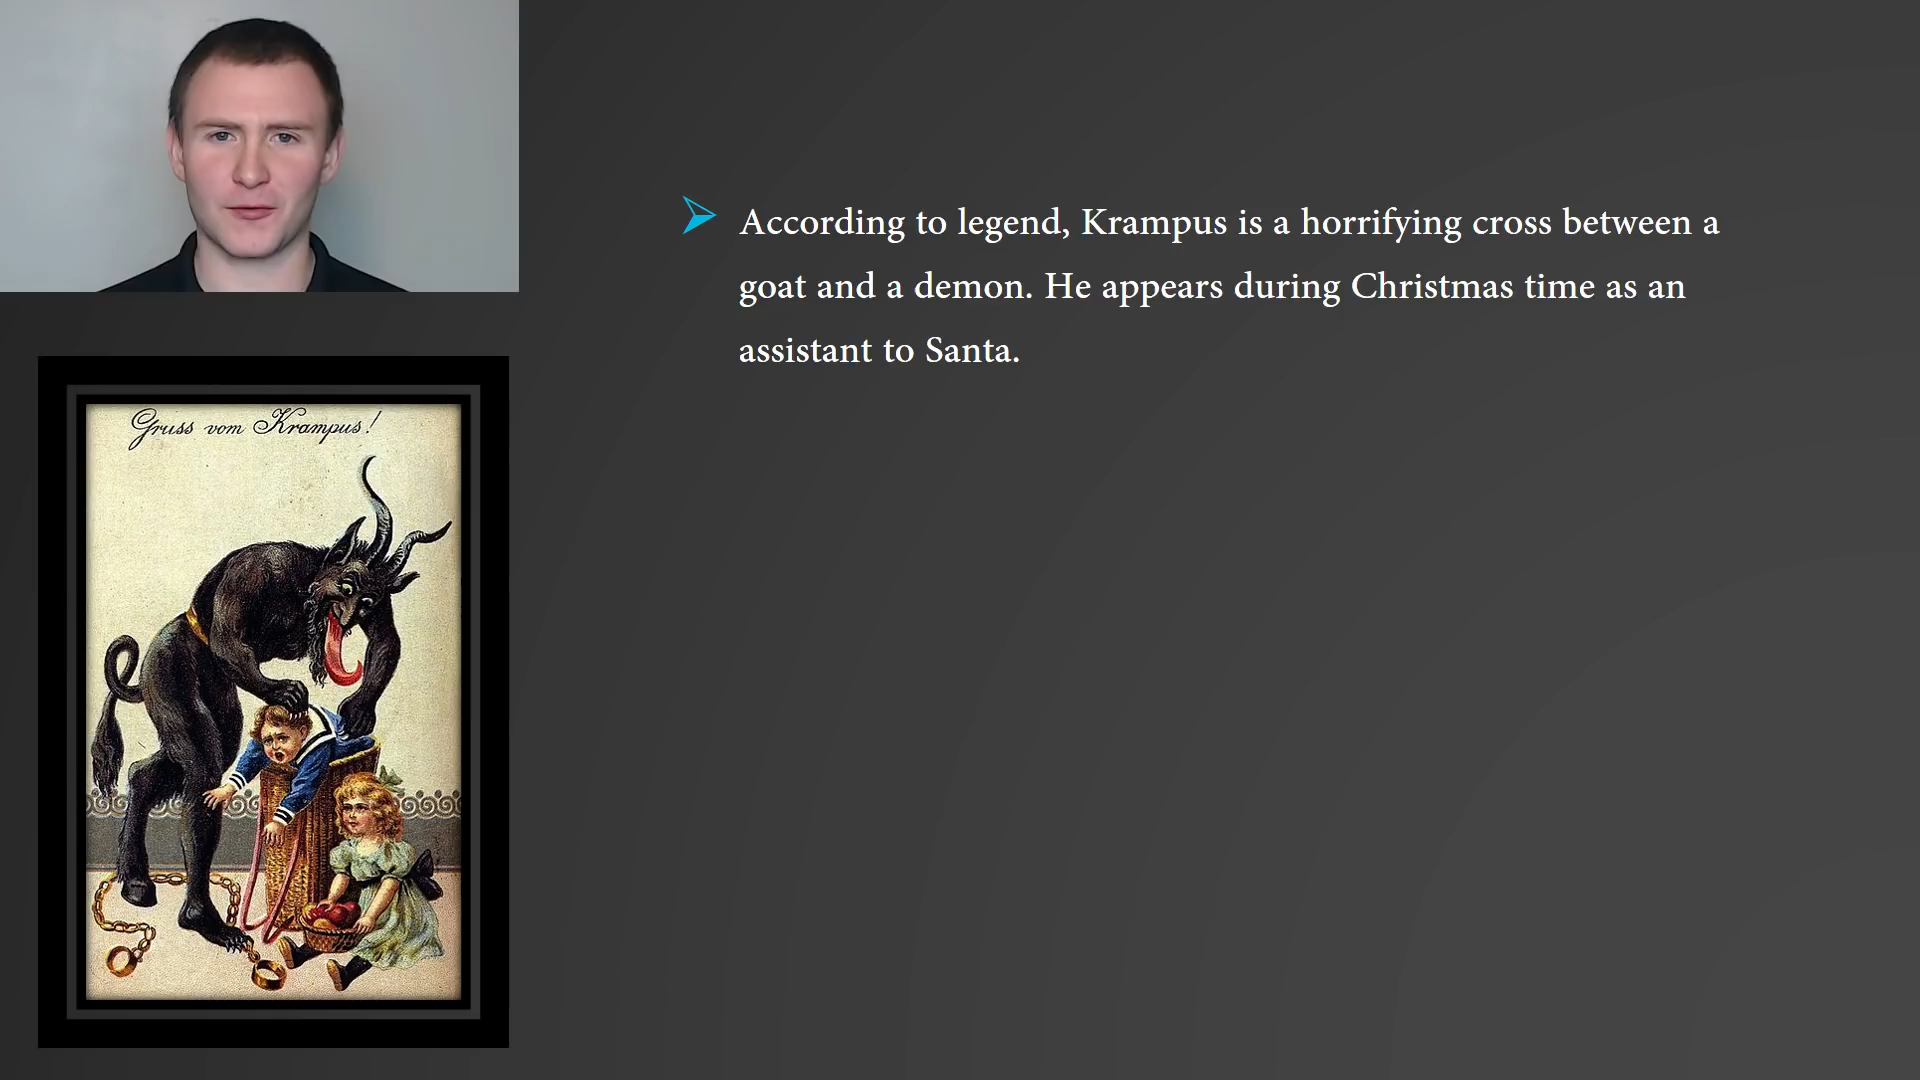 According to legend, Krampus is a horrifying cross between a
goat and a demon. He appears during Christmas time as an
assistant to Santa.
Gruss vom Krampus!